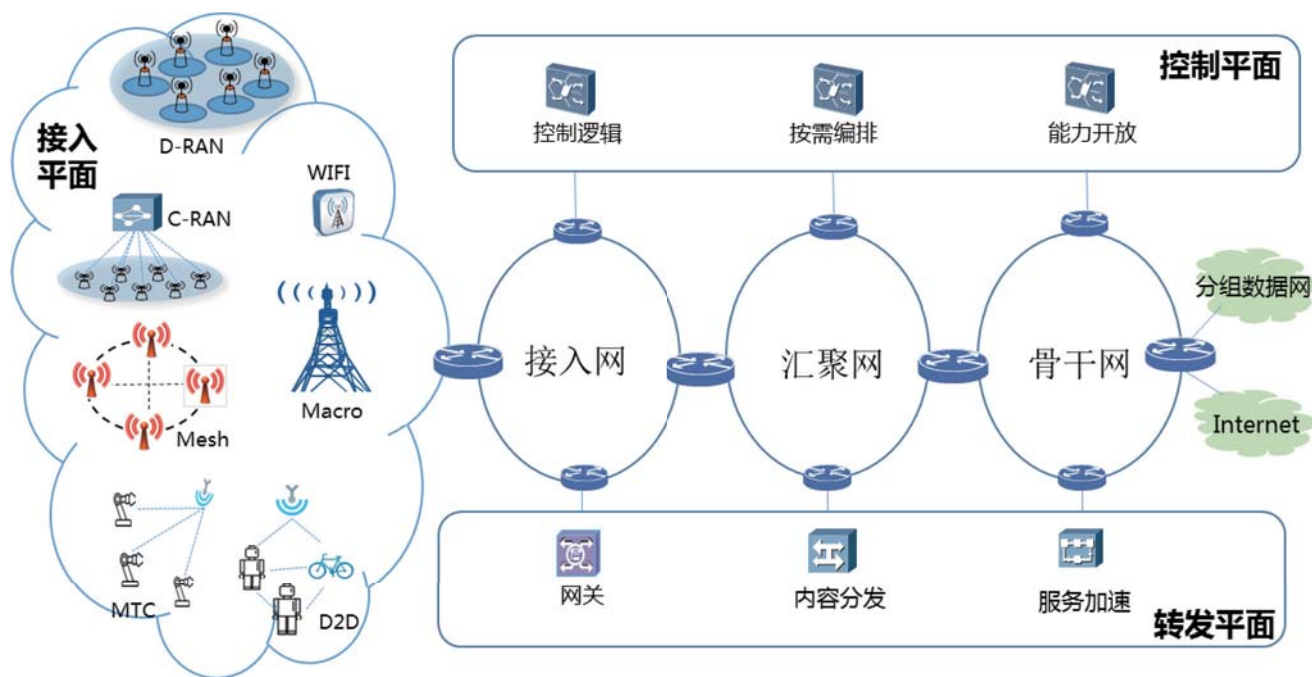 接入
平面
D-RAN
WIFI
C-RAN
Macro
Mesh
MTC
D2D
控制平面
控制逻辑
按需编排
能力开放
接入网
汇聚网
骨干网
分组数据网
Internet
网关
内容分发
服务加速
转发平面